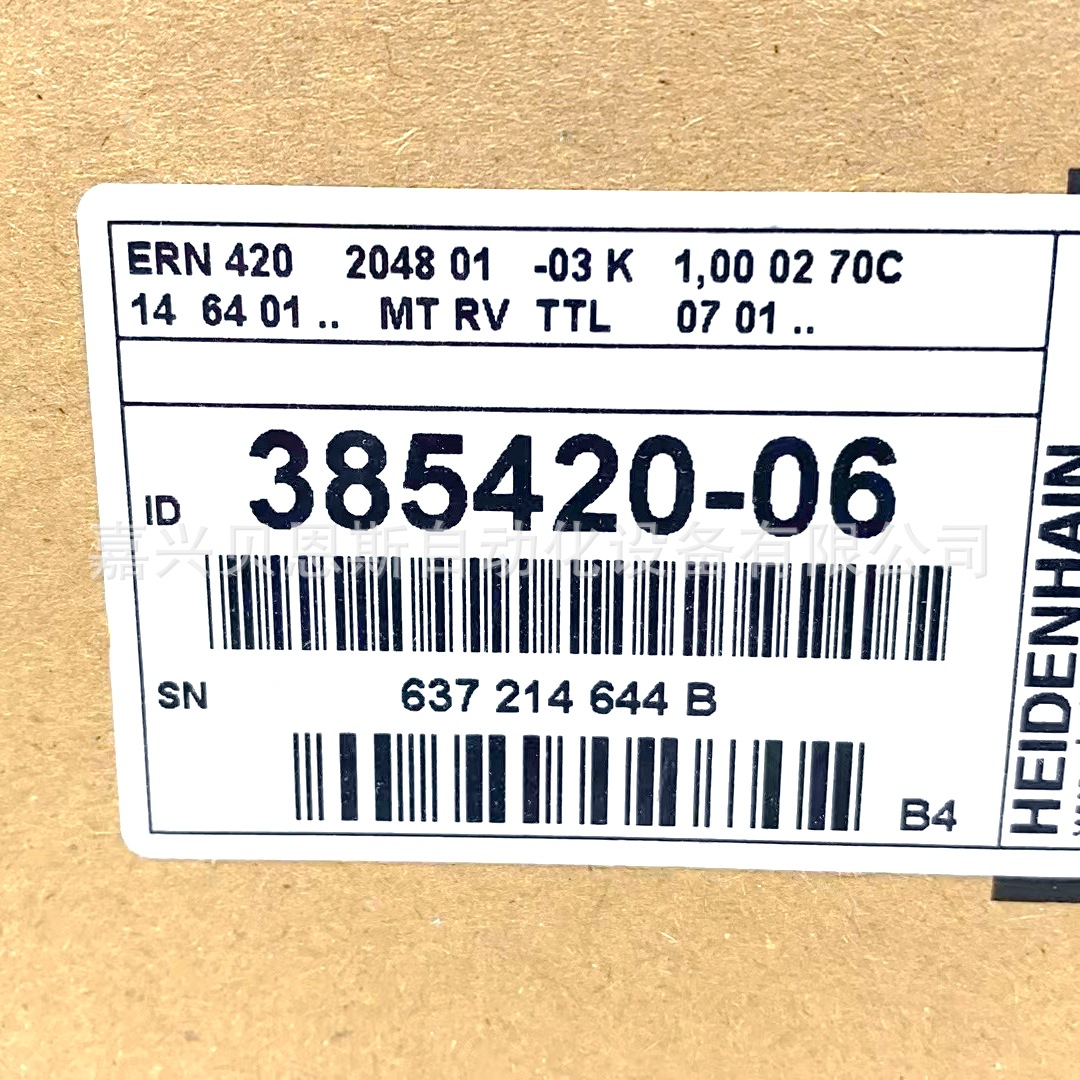 ERN 420 2048 01 -03 K 1,00 02 70C
14 64 01 .. MT RV TTL 07 01 ..
ID 385420-06
嘉兴贝恩斯自动化设备有限公司
SN 637 214 644 B
B4
HEIDENHAIN